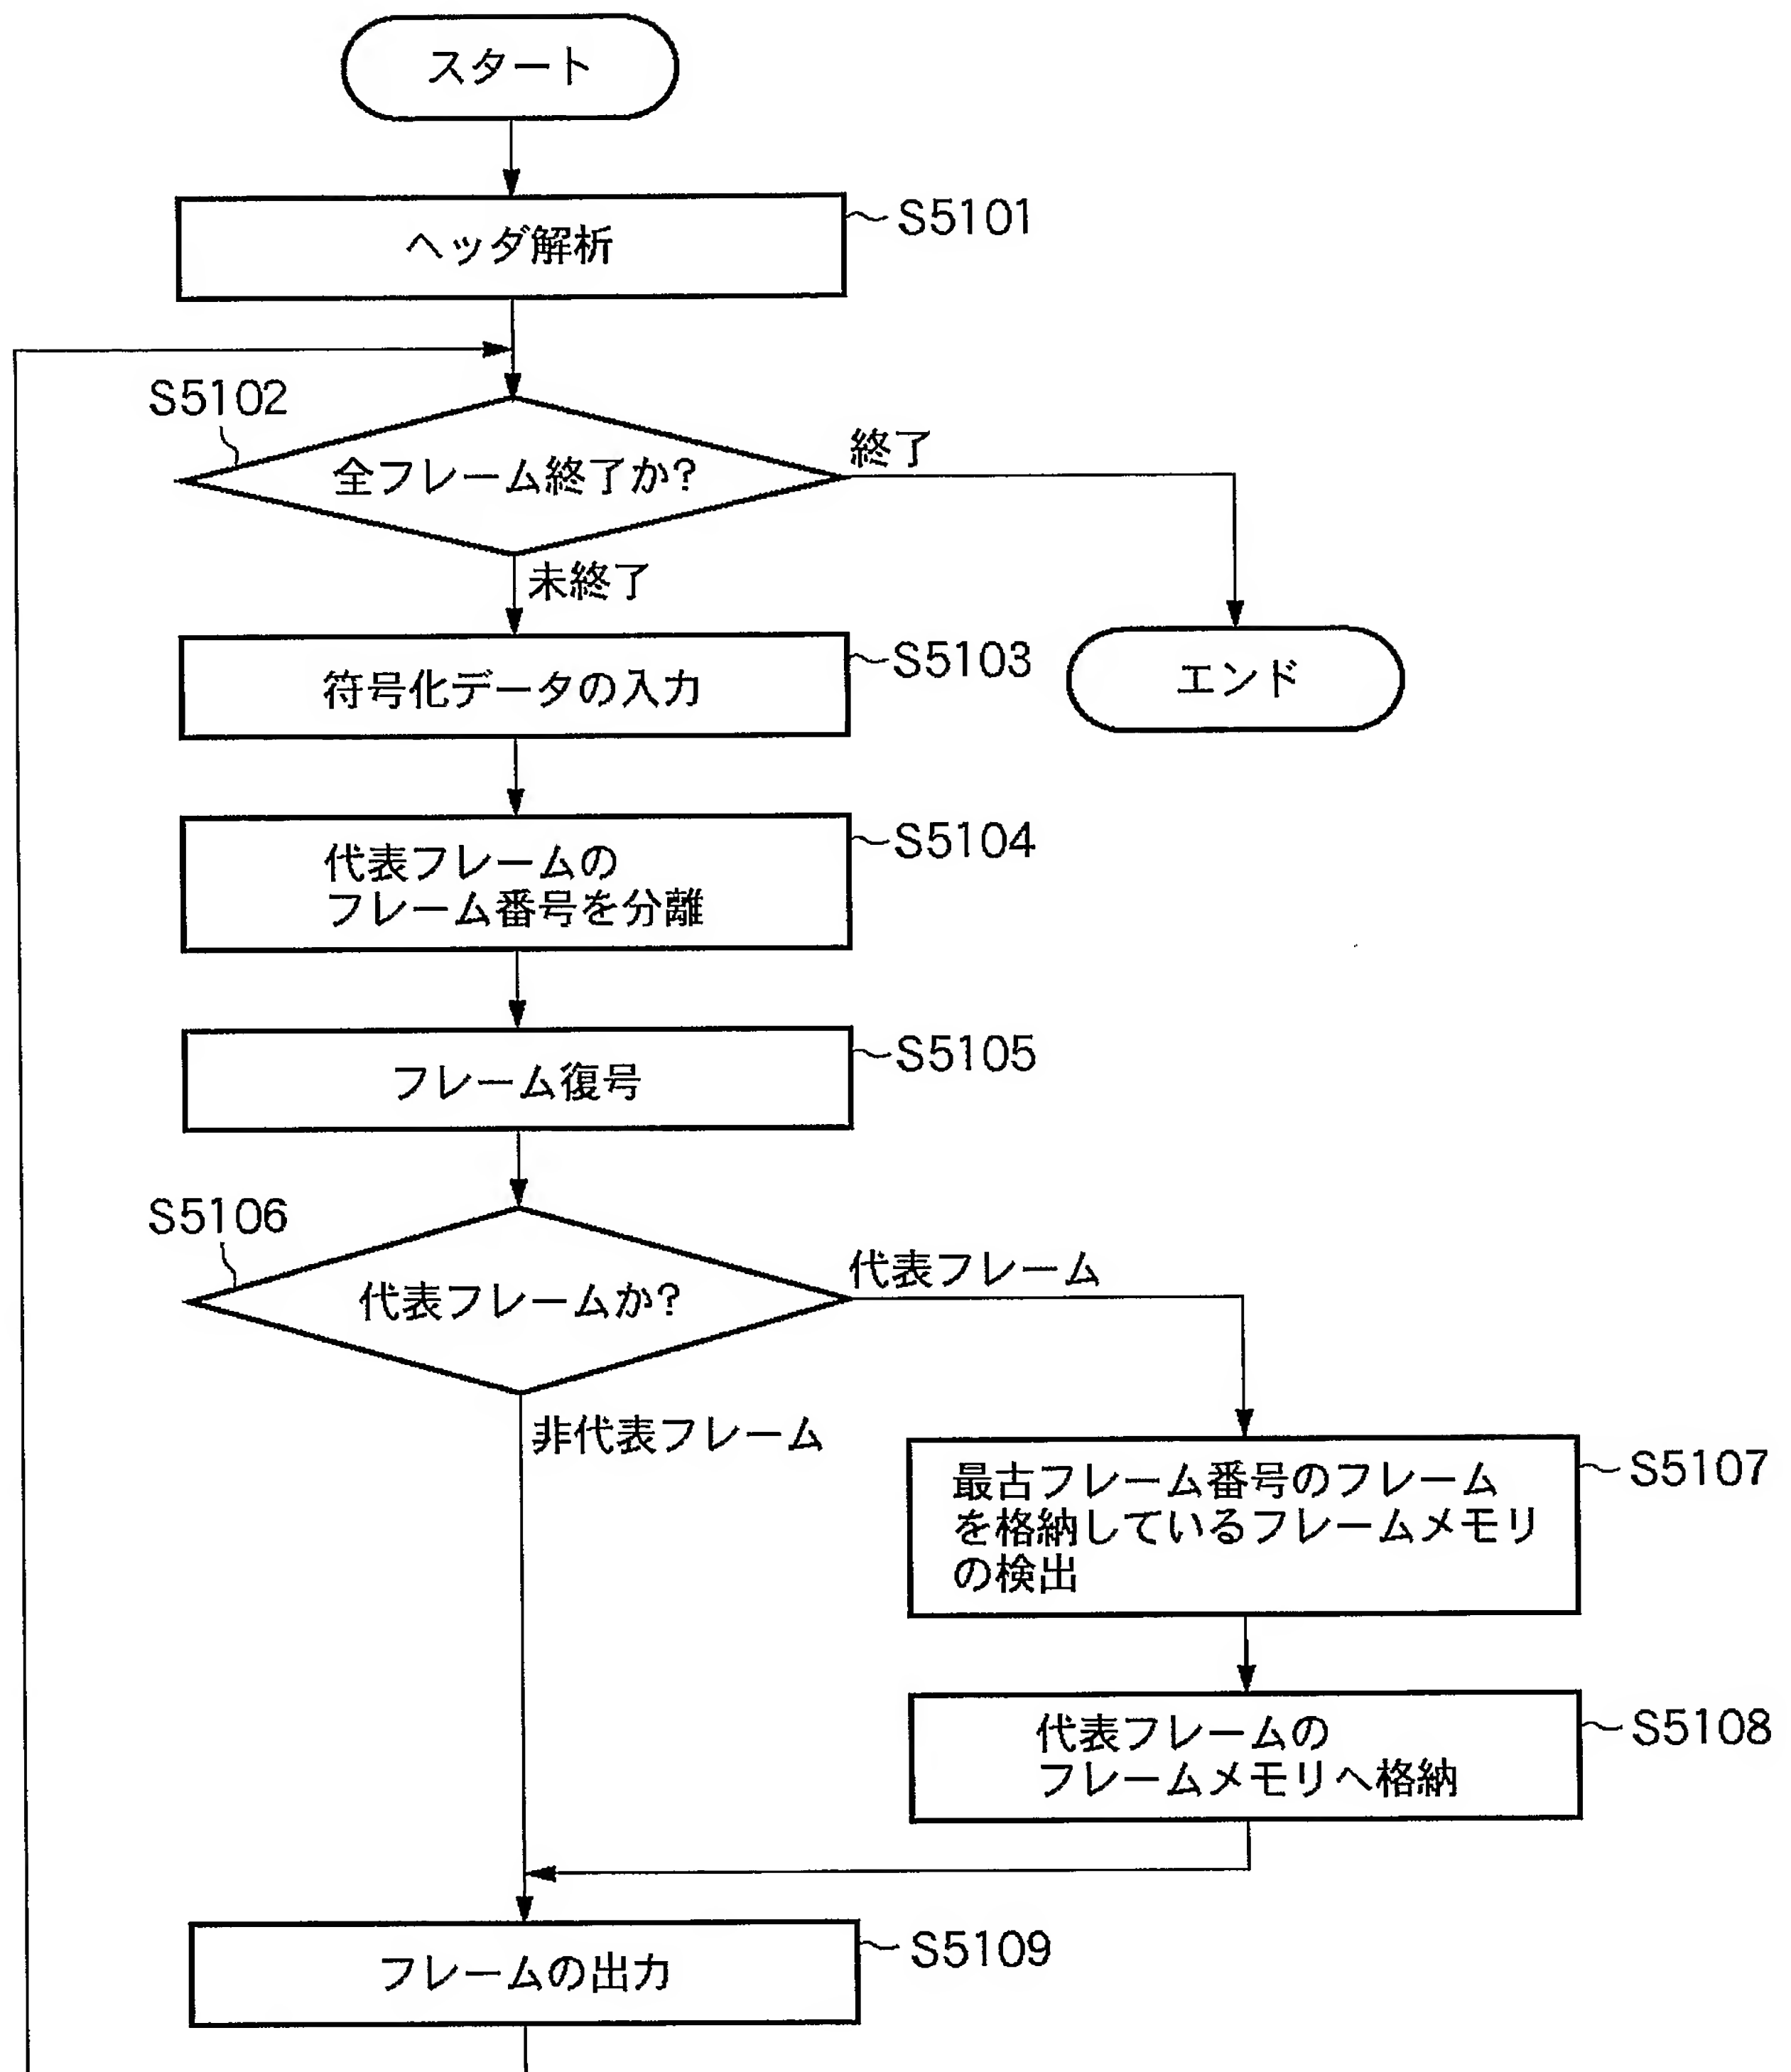 スタート
ヘッダ解析
S5101
S5102
全フレーム終了か?
終了
未終了
符号化データの入力
S5103
エンド
代表フレームの
フレーム番号を分離
S5104
フレーム復号
S5105
S5106
代表フレームか?
代表フレーム
非代表フレーム
最古フレーム番号のフレーム
を格納しているフレームメモリ
の検出
S5107
代表フレームの
フレームメモリへ格納
S5108
フレームの出力
S5109